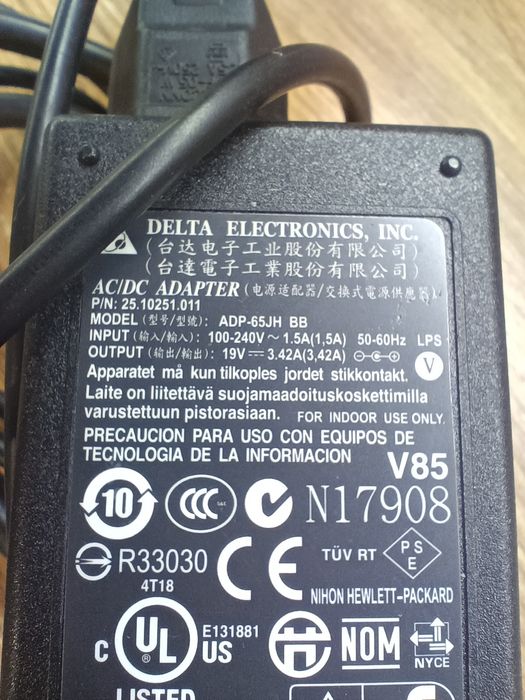 DELTA ELECTRONICS, INC.
(台达电子工业股份有限公司)
(台達電子工業股份有限公司)
AC/DC ADAPTER (电源适配器/交換式電源供應器)
P/N: 25.10251.011
MODEL (型号/型號): ADP-65JH BB
INPUT (输入/輸入): 100-240V ~ 1.5A(1,5A) 50-60Hz LPS
OUTPUT (输出/輸出): 19V ⎓ 3.42A(3,42A)
V
Apparatet må kun tilkoples jordet stikkontakt.
Laite on liitettävä suojamaadoituskoskettimilla
varustettuun pistorasiaan. FOR INDOOR USE ONLY.
PRECAUCION PARA USO CON EQUIPOS DE
TECNOLOGIA DE LA INFORMACION
V85
10 CCC S&E N17908
R33030
4T18
CE
TÜV RT
PSE
NIHON HEWLETT-PACKARD
c UL ® US
E131881
NOM
NYCE
LISTED